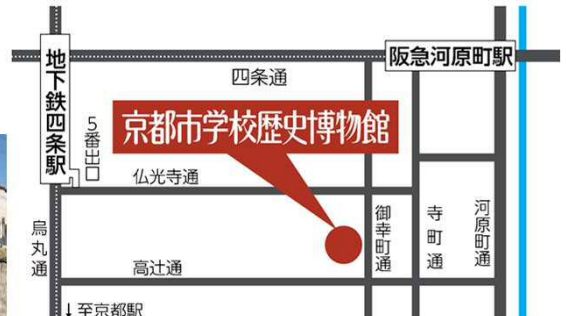 地下鉄四条駅
阪急河原町駅
四条通
京都市学校歴史博物館
5番出口
仏光寺通
烏丸通
御幸町通
寺町通
河原町通
高辻通
↓至京都駅